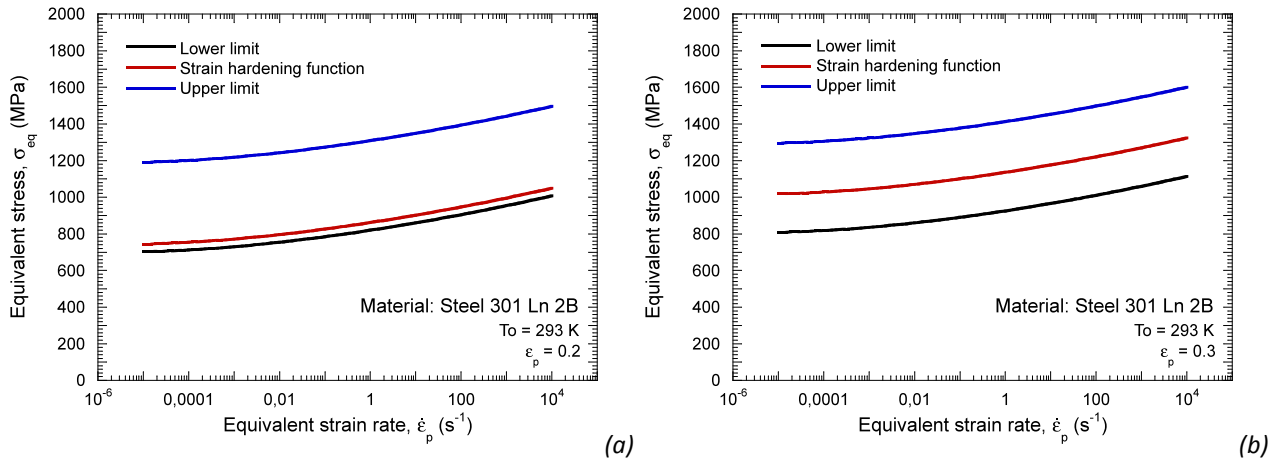 2000
1800
1600
1400
1200
1000
800
600
400
200
0
Equivalent stress, σeq (MPa)
Lower limit
Strain hardening function
Upper limit
Material: Steel 301 Ln 2B
To = 293 K
εp = 0.2
10-6
0,0001
0,01
1
100
104
Equivalent strain rate, ε̇p (s-1)
(a)
2000
1800
1600
1400
1200
1000
800
600
400
200
0
Equivalent stress, σeq (MPa)
Lower limit
Strain hardening function
Upper limit
Material: Steel 301 Ln 2B
To = 293 K
εp = 0.3
10-6
0,0001
0,01
1
100
104
Equivalent strain rate, ε̇p (s-1)
(b)